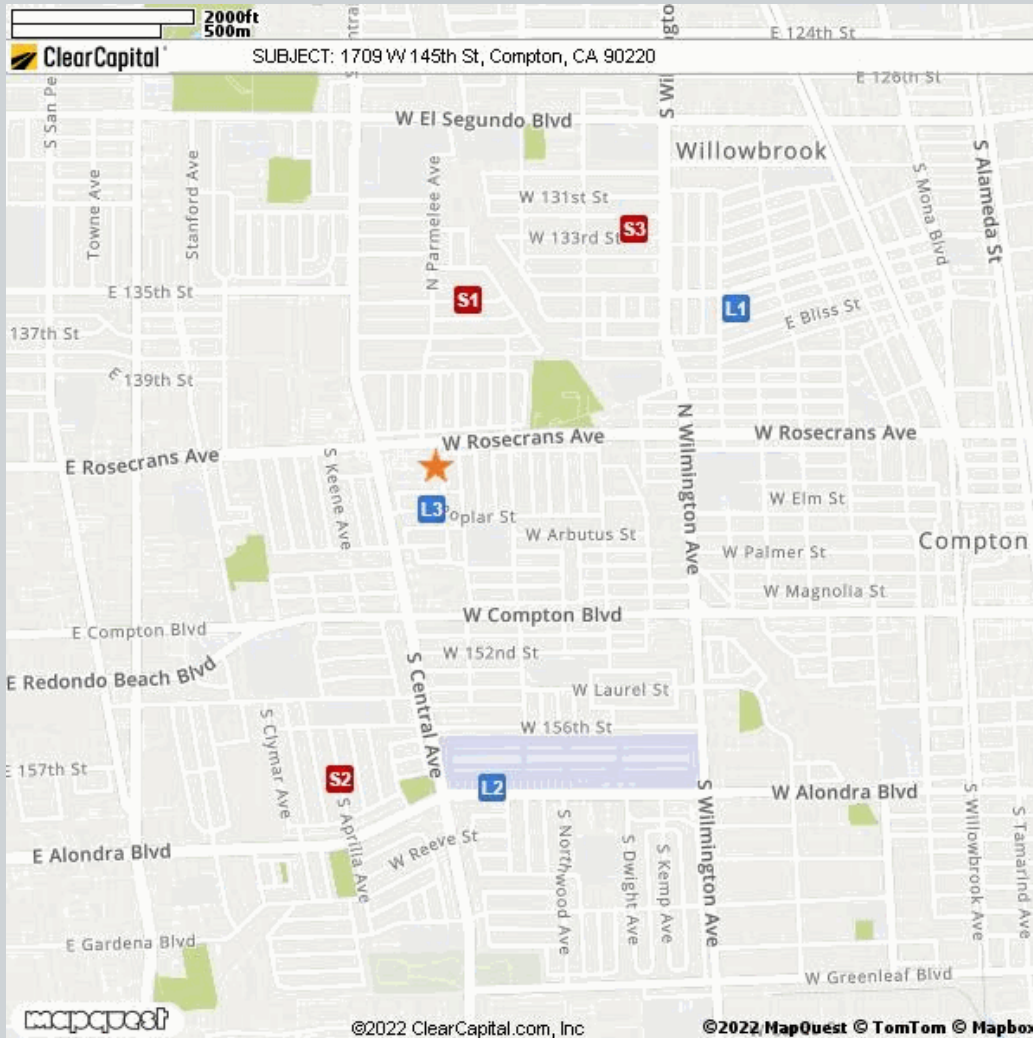 2000ft
500m
ClearCapital
SUBJECT: 1709 W 145th St, Compton, CA 90220
E 124th St
E 126th St
S San Pe
W El Segundo Blvd
Willowbrook
S Alameda St
S Mona Blvd
Towne Ave
Stanford Ave
N Parmelee Ave
W 131st St
W 133rd St
S3
S1
L1
E 135th St
E Bliss St
137th St
E 139th St
N Wilmington Ave
W Rosecrans Ave
W Rosecrans Ave
E Rosecrans Ave
S Keene Ave
L3
oplar St
W Elm St
W Arbutus St
Compton
W Palmer St
W Magnolia St
W Compton Blvd
E Compton Blvd
W 152nd St
E Redondo Beach Blvd
S Central Ave
W Laurel St
S Clymar Ave
W 156th St
E 157th St
S2
L2
S Wilmington Ave
W Alondra Blvd
S Aprilla Ave
S Northwood Ave
S Dwight Ave
S Kemp Ave
S Willowbrook Ave
S Tamarind Ave
W Reeve St
E Alondra Blvd
E Gardena Blvd
W Greenleaf Blvd
mapquest
©2022 ClearCapital.com, Inc
©2022 MapQuest © TomTom © Mapbox